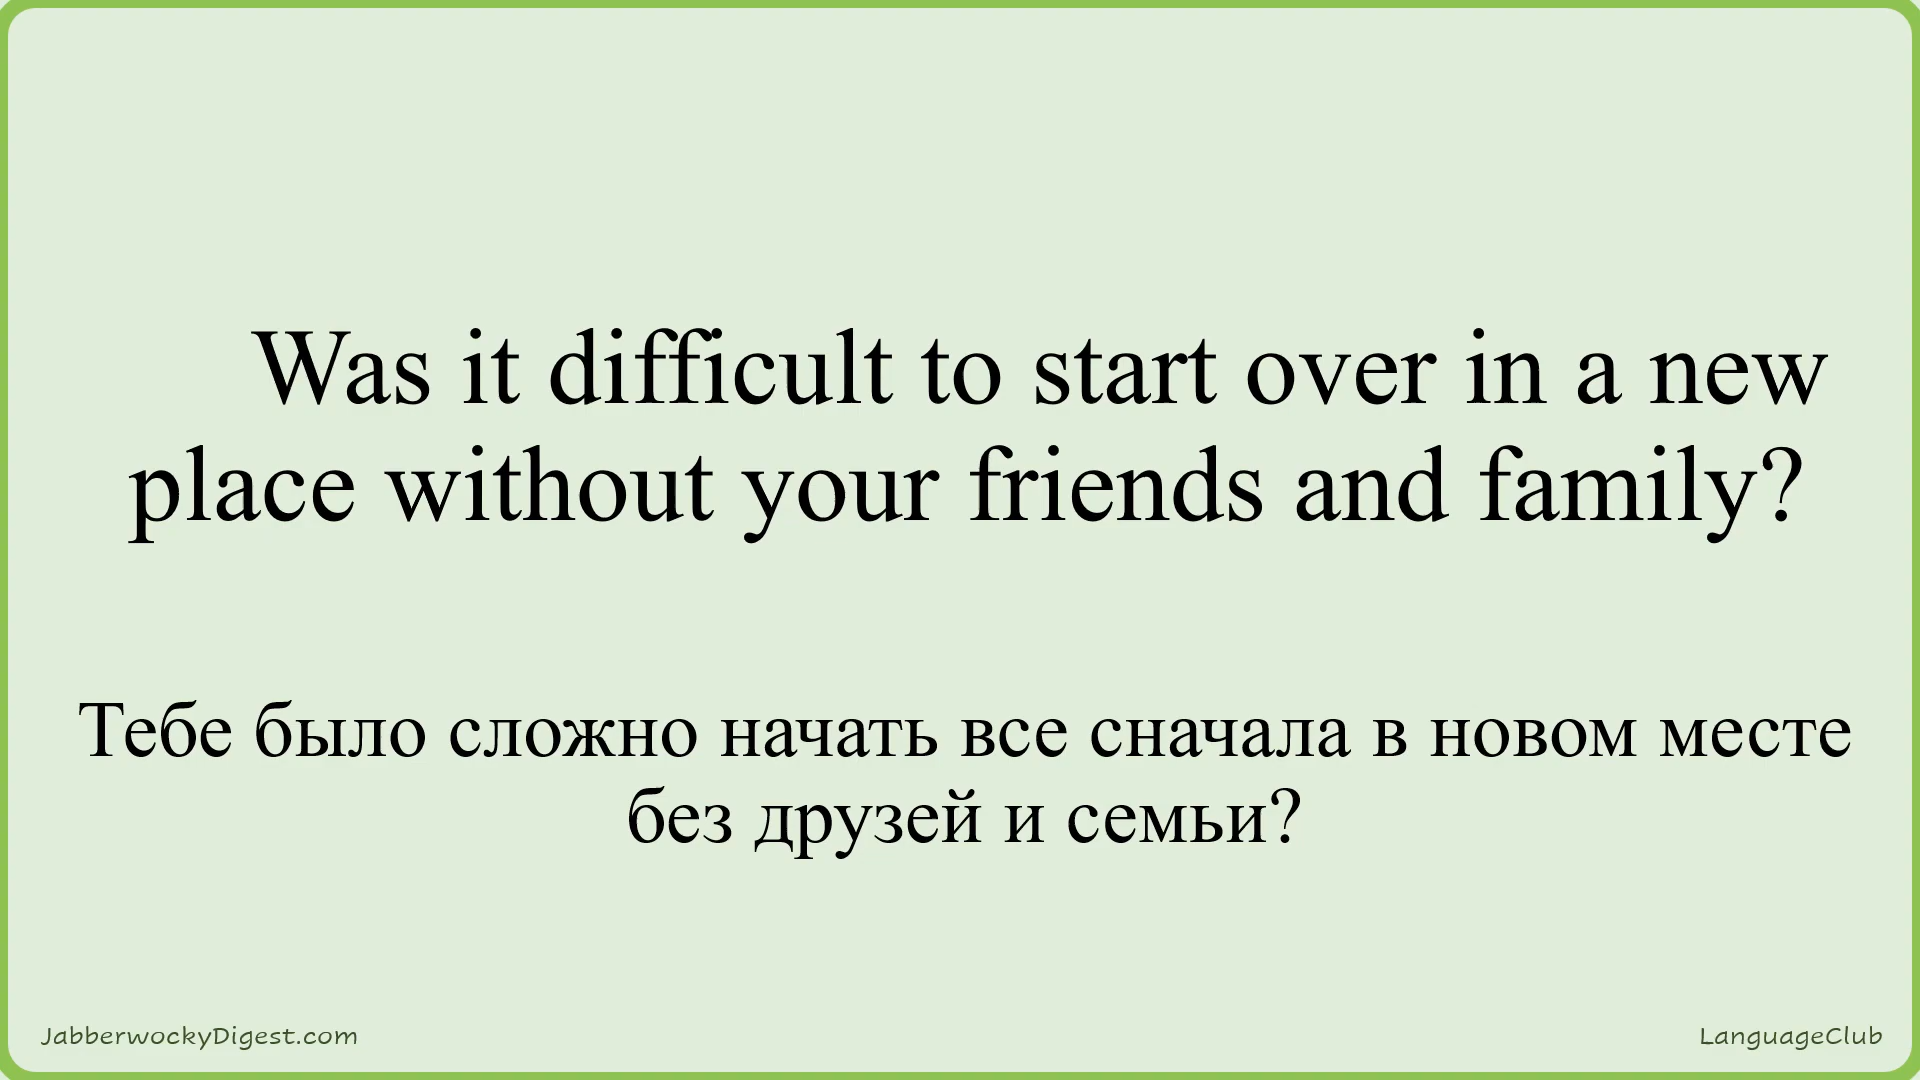 Was it difficult to start over in a new
place without your friends and family?
Тебе было сложно начать все сначала в новом месте
без друзей и семьи?
JabberwockyDigest.com
LanguageClub